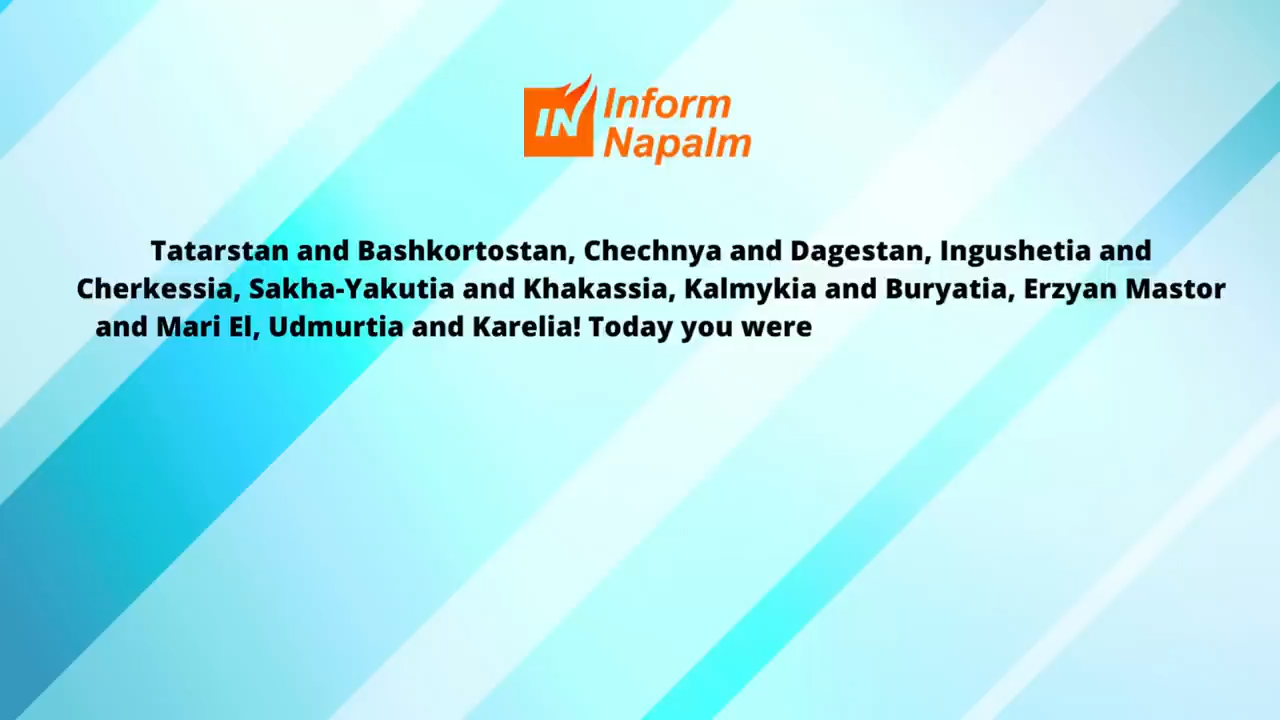 IN Inform
Napalm
Tatarstan and Bashkortostan, Chechnya and Dagestan, Ingushetia and
Cherkessia, Sakha-Yakutia and Khakassia, Kalmykia and Buryatia, Erzyan Mastor
and Mari El, Udmurtia and Karelia! Today you were